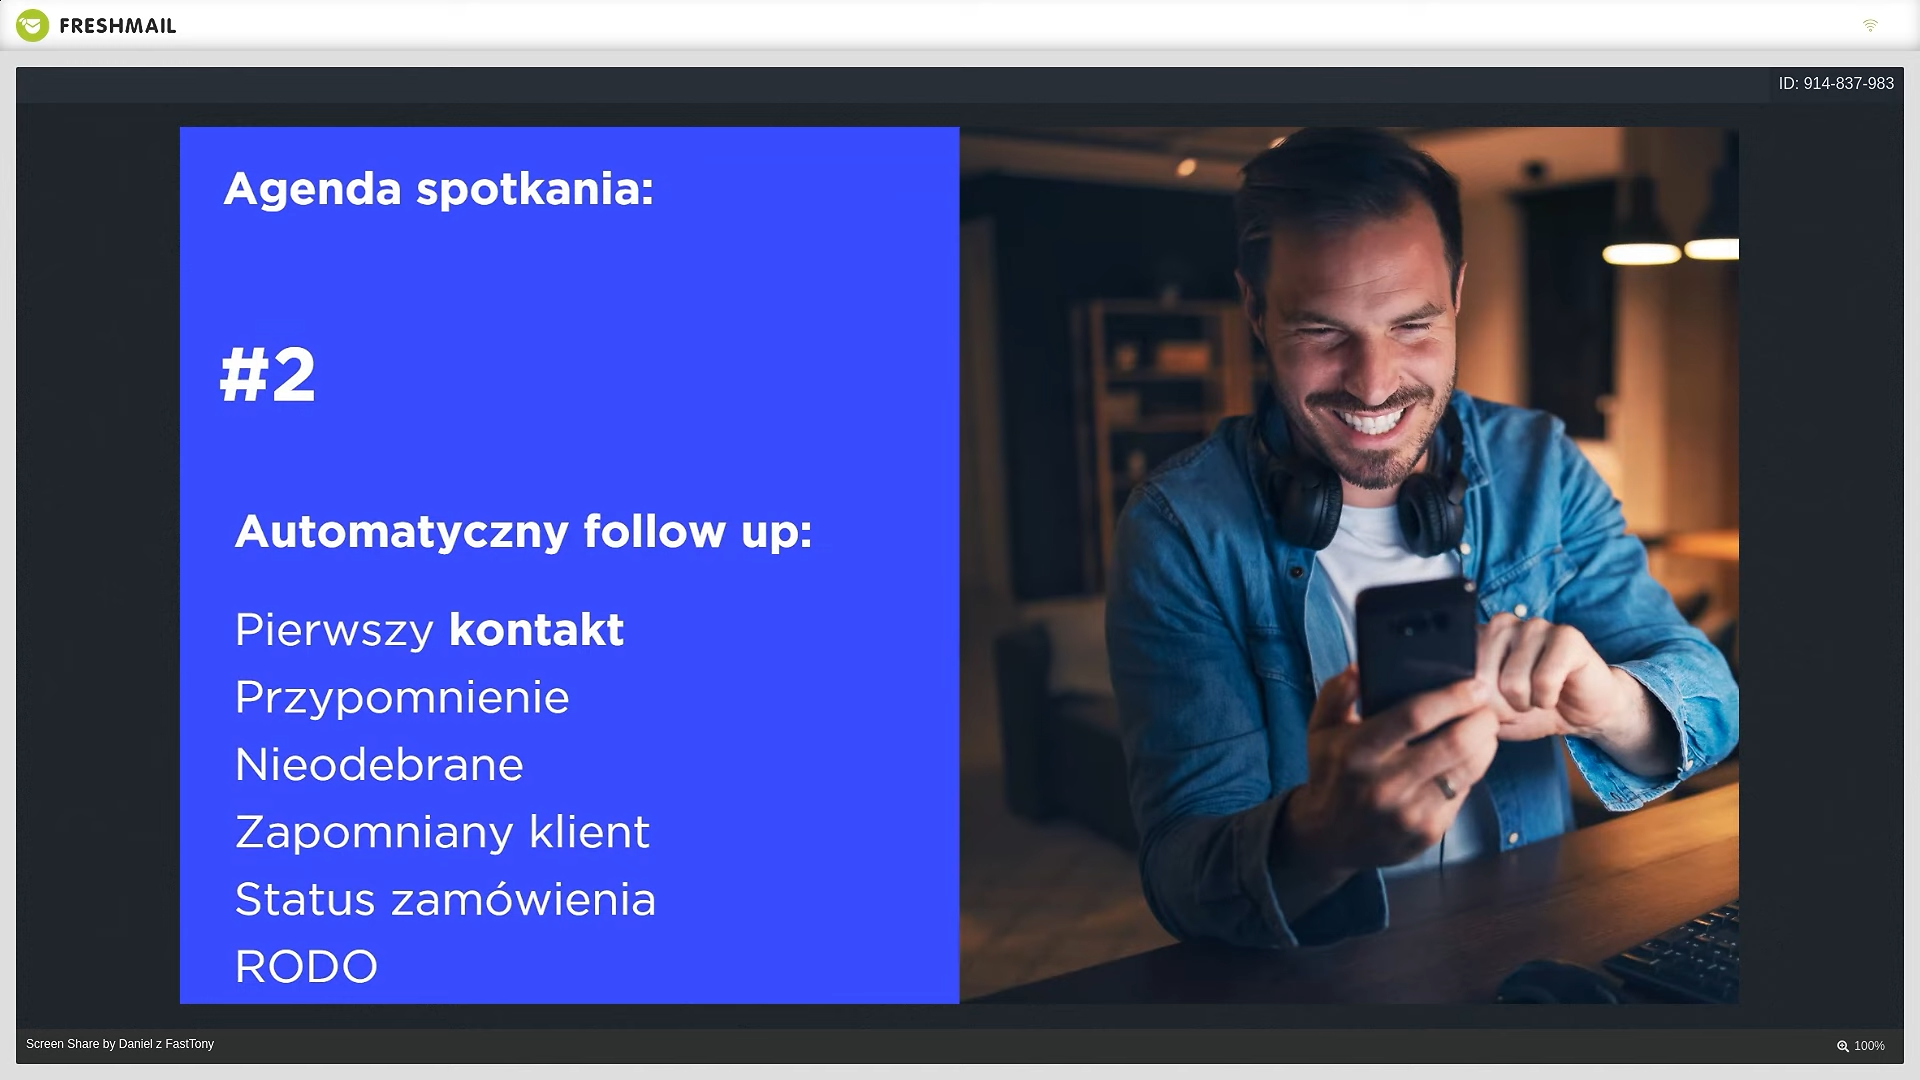 FRESHMAIL
ID: 914-837-983
Agenda spotkania:
#2
Automatyczny follow up:
Pierwszy kontakt
Przypomnienie
Nieodebrane
Zapomniany klient
Status zamówienia
RODO
Screen Share by Daniel z FastTony
100%